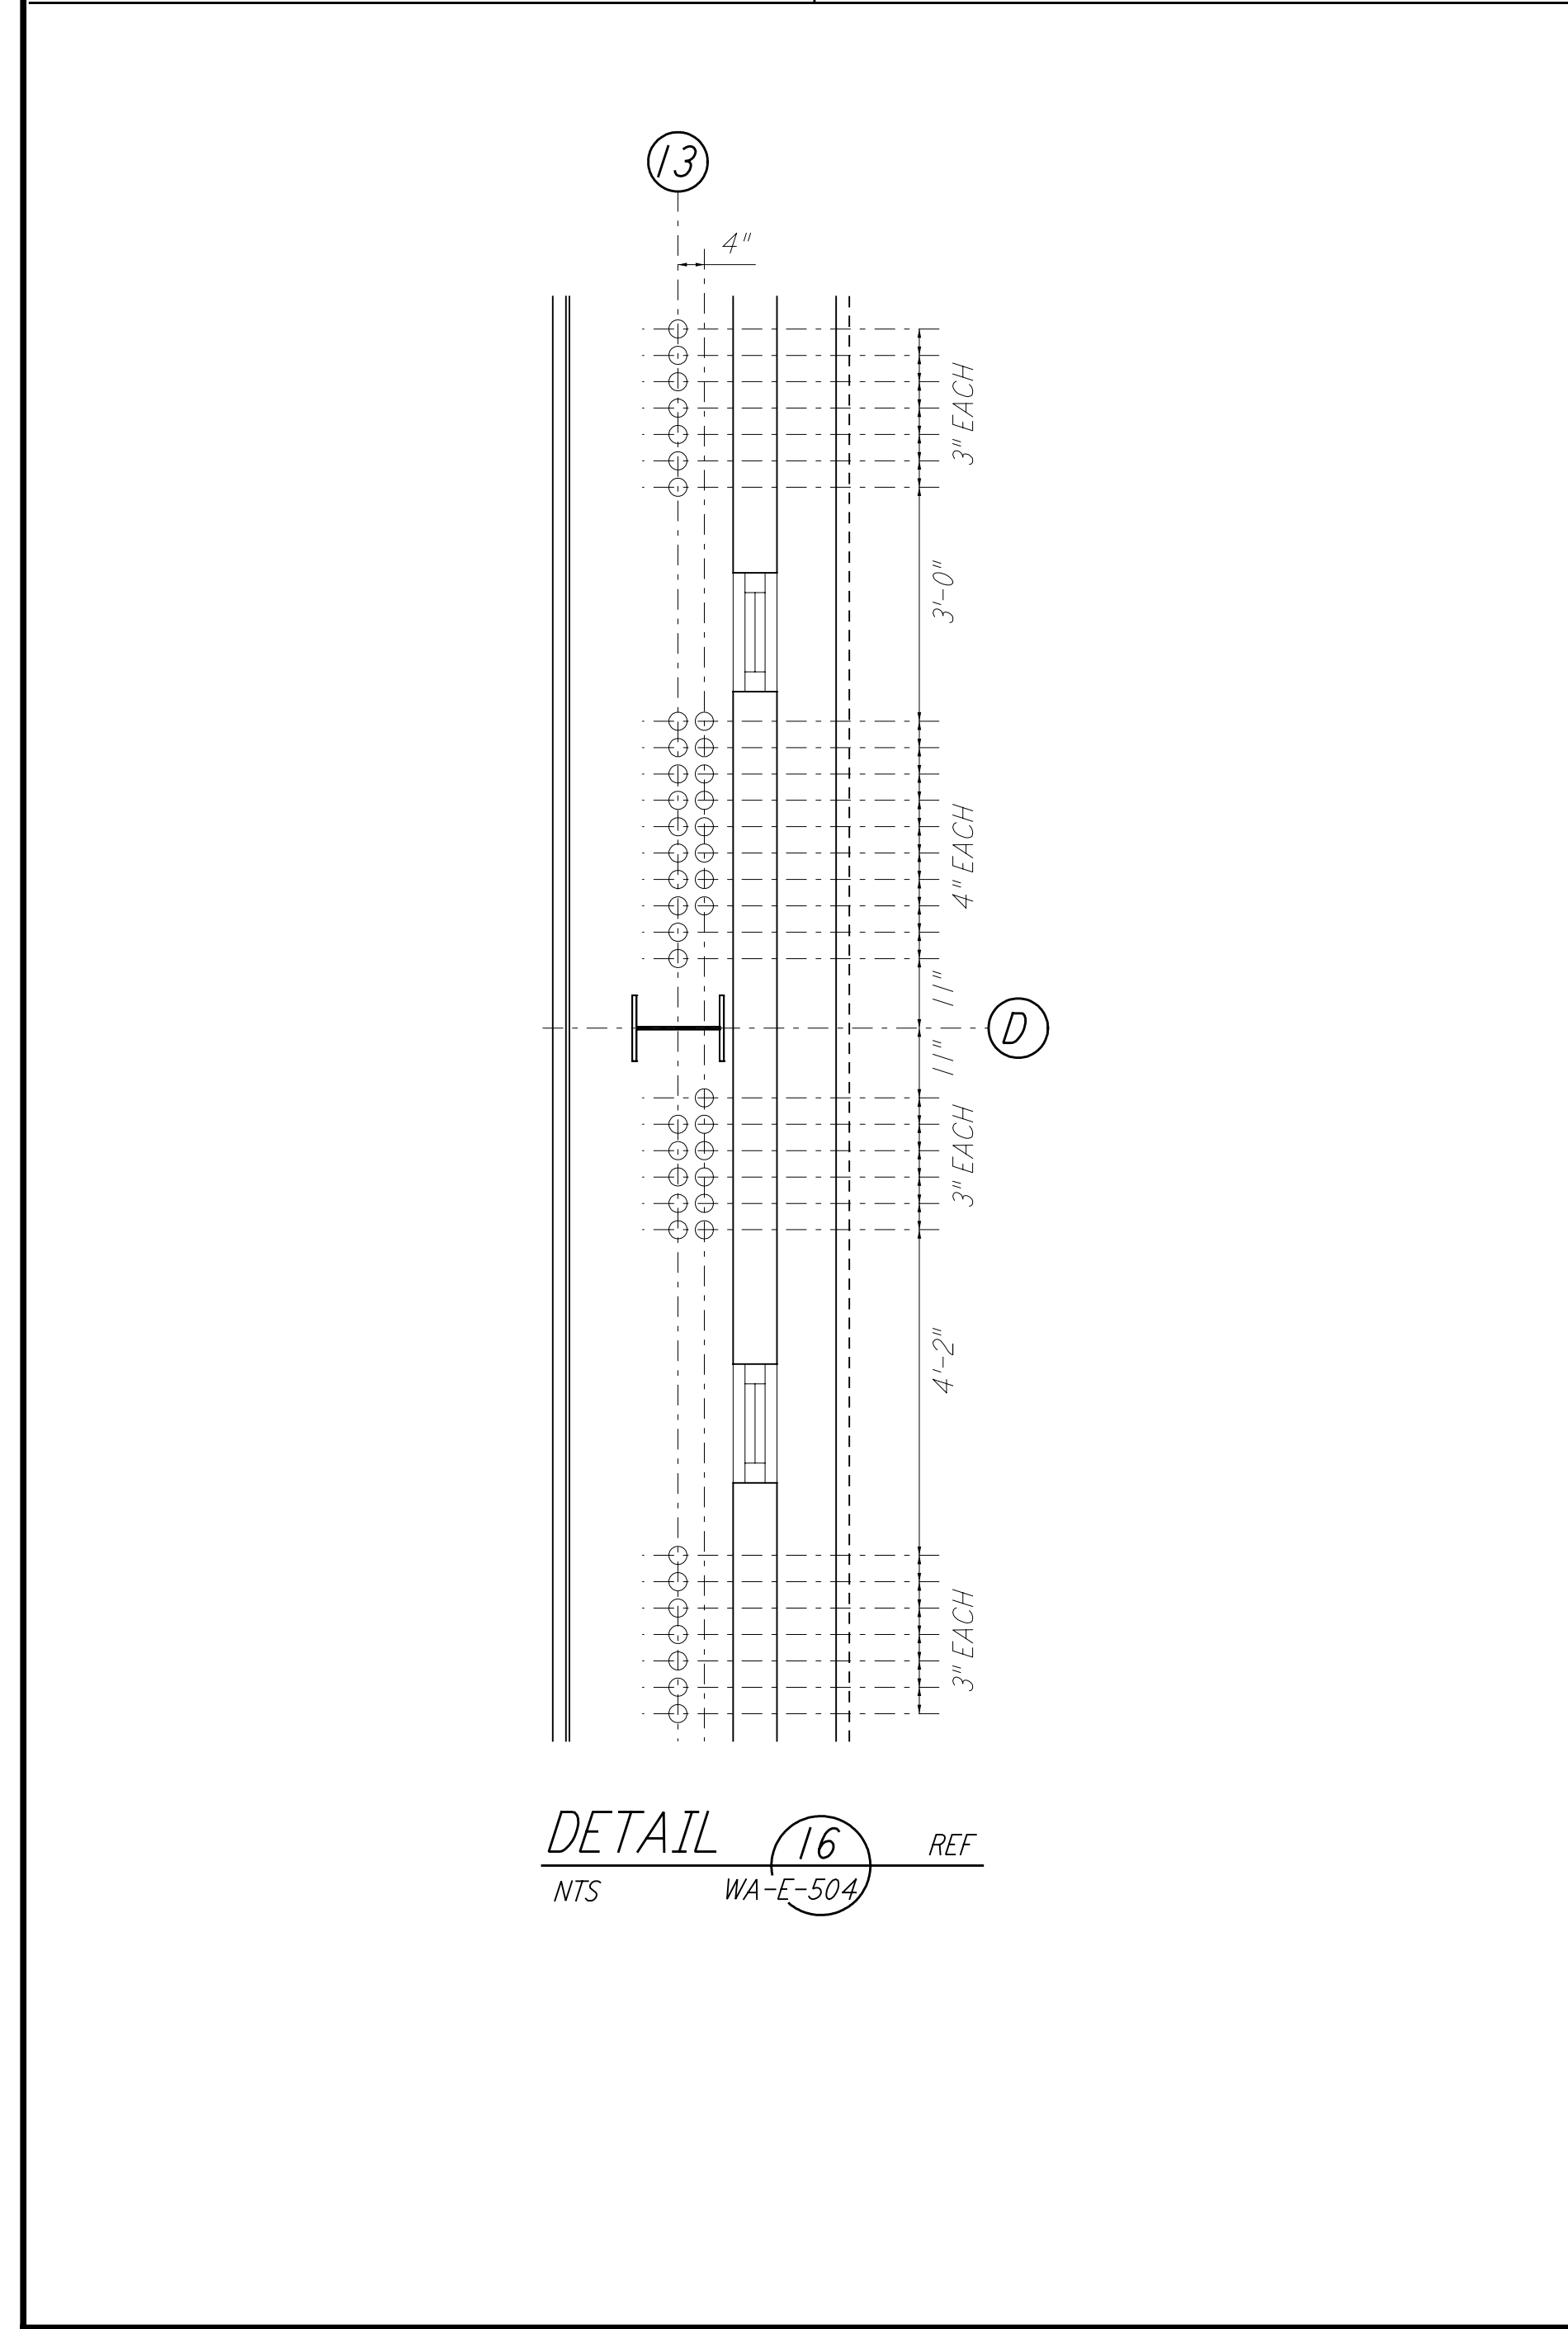 13
4"
3" EACH
3'-0"
4" EACH
11"
D
11"
3" EACH
4'-2"
3" EACH
DETAIL
16
REF
NTS
WA-E-504